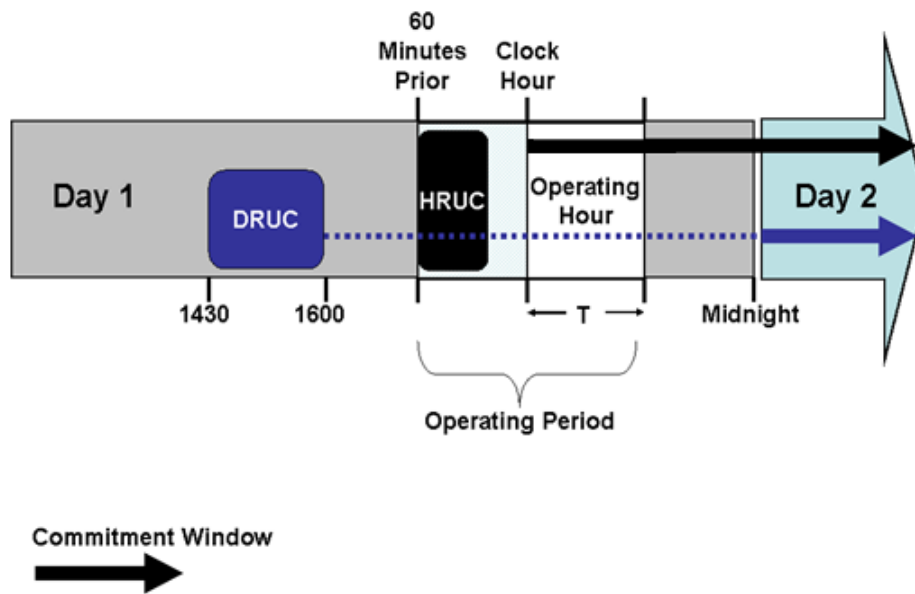 60
Minutes
Prior
Clock
Hour
Day 1
DRUC
HRUC
Operating
Hour
Day 2
1430
1600
T
Midnight
Operating Period
Commitment Window